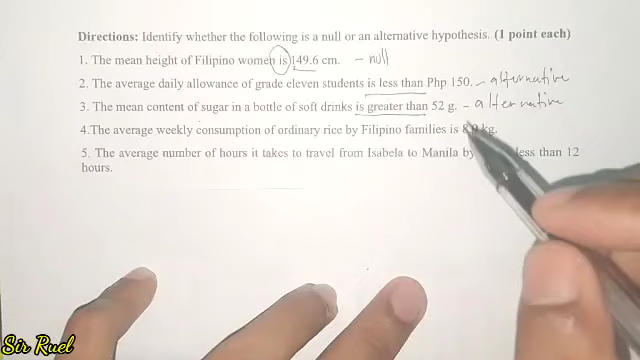 Directions: Identify whether the following is a null or an alternative hypothesis. (1 point each)
1. The mean height of Filipino women is 149.6 cm. - null
2. The average daily allowance of grade eleven students is less than Php 150. - alternative
3. The mean content of sugar in a bottle of soft drinks is greater than 52 g. - alternative
4.The average weekly consumption of ordinary rice by Filipino families is kg.
5. The average number of hours it takes to travel from Isabela to Manila by less than 12
hours.
Sir Ruel